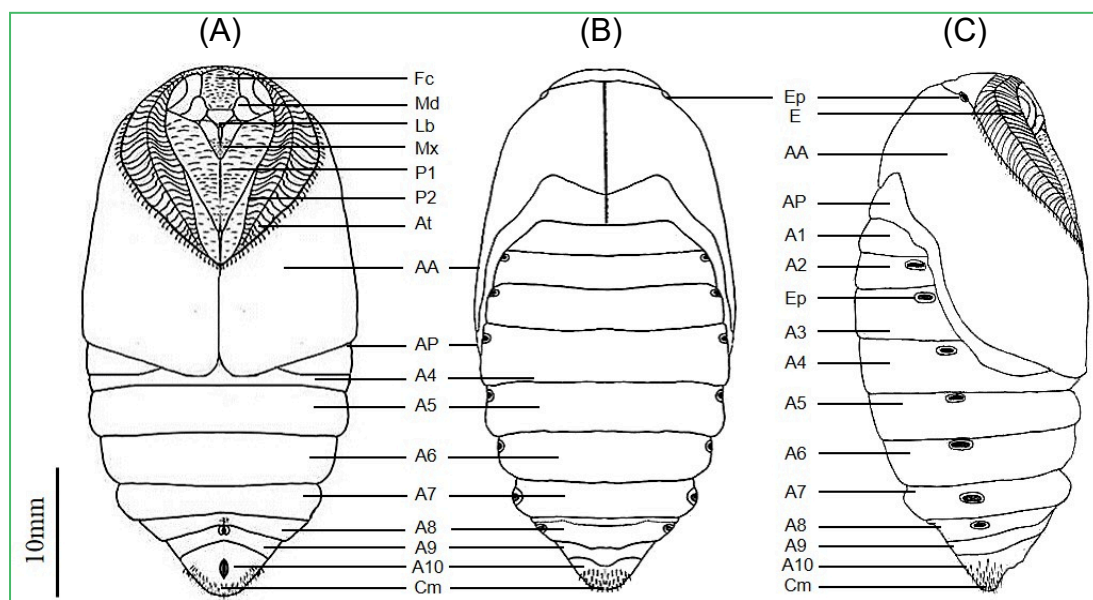 (A) (B) (C)
Fc
Md
Lb
Mx
P1
P2
At
AA
AP
A4
A5
A6
A7
A8
A9
A10
Cm
Ep
E
AA
AP
A1
A2
Ep
A3
A4
A5
A6
A7
A8
A9
A10
Cm
10mm